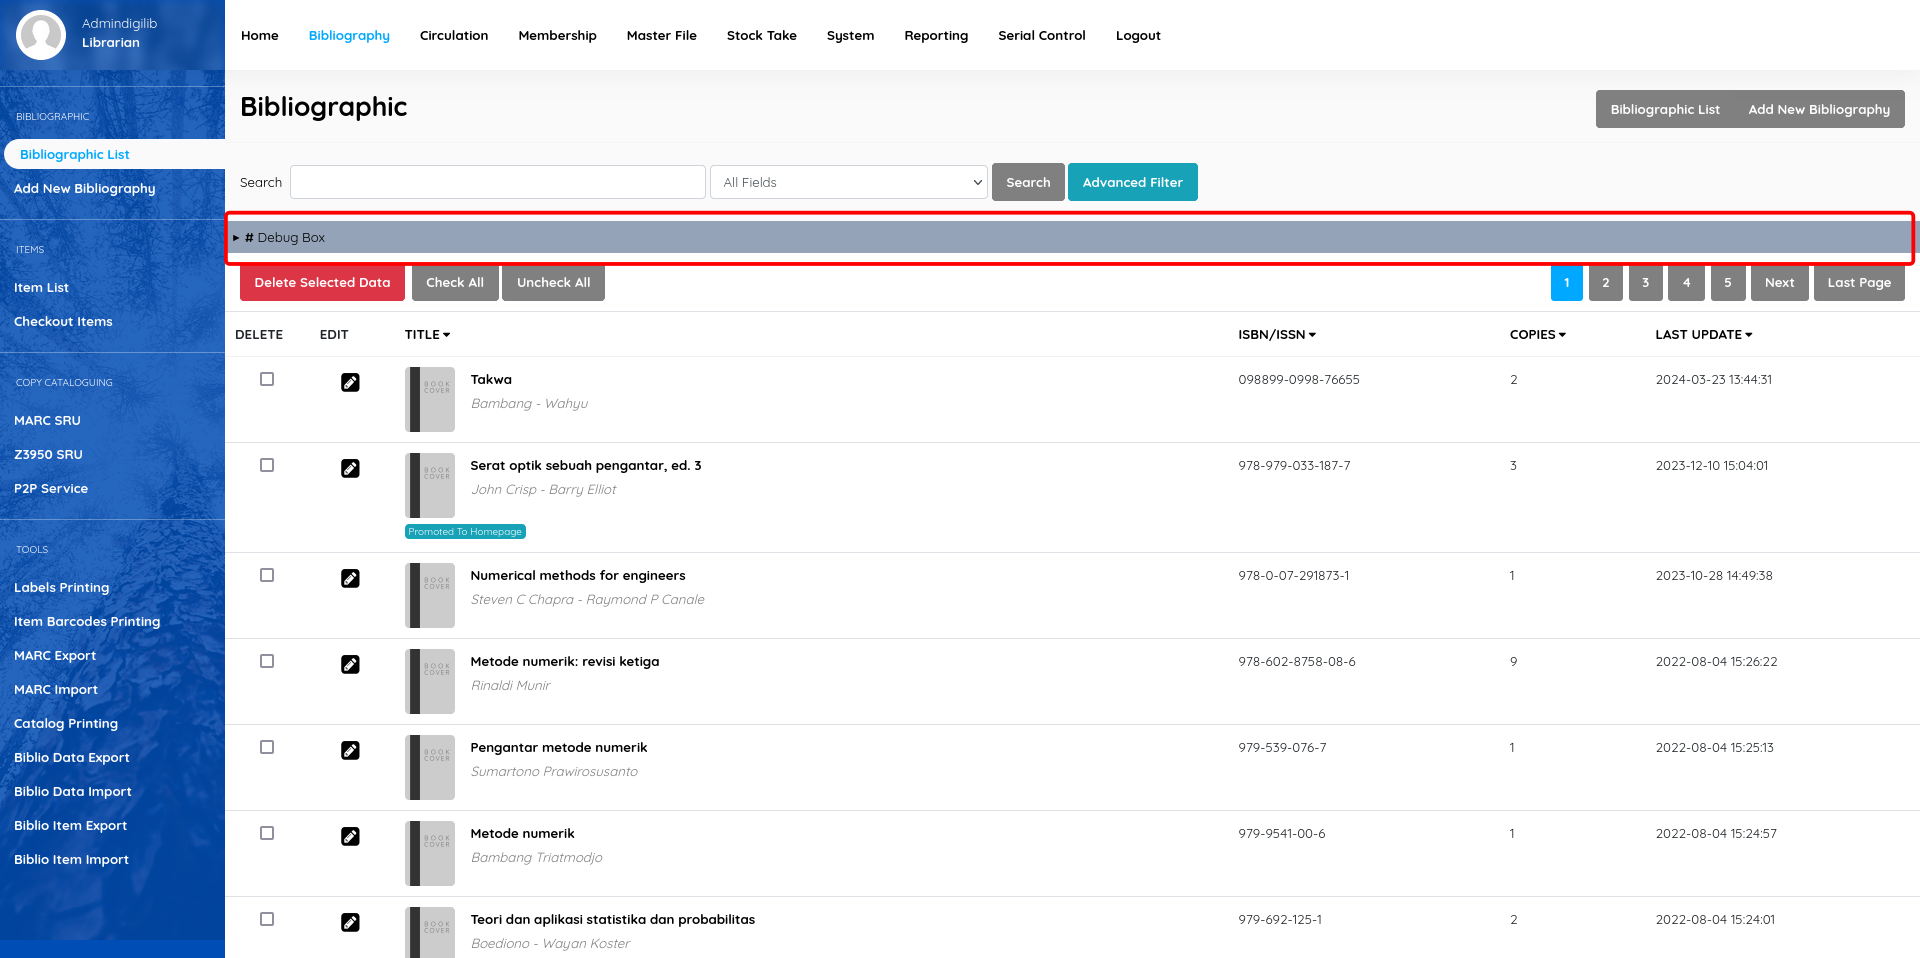 Admindigilib
Librarian
Home Bibliography Circulation Membership Master File Stock Take System Reporting Serial Control Logout
BIBLIOGRAPHIC
Bibliographic List
Add New Bibliography
ITEMS
Item List
Checkout Items
COPY CATALOGUING
MARC SRU
Z3950 SRU
P2P Service
TOOLS
Labels Printing
Item Barcodes Printing
MARC Export
MARC Import
Catalog Printing
Biblio Data Export
Biblio Data Import
Biblio Item Export
Biblio Item Import
Bibliographic
Bibliographic List Add New Bibliography
Search All Fields Search Advanced Filter
# Debug Box
Delete Selected Data Check All Uncheck All 1 2 3 4 5 Next Last Page
DELETE EDIT TITLE ISBN/ISSN COPIES LAST UPDATE
BOOK
COVER
Takwa 098899-0998-76655 2 2024-03-23 13:44:31
Bambang - Wahyu
BOOK
COVER
Serat optik sebuah pengantar, ed. 3 978-979-033-187-7 3 2023-12-10 15:04:01
John Crisp - Barry Elliot
Promoted To Homepage
BOOK
COVER
Numerical methods for engineers 978-0-07-291873-1 1 2023-10-28 14:49:38
Steven C Chapra - Raymond P Canale
BOOK
COVER
Metode numerik: revisi ketiga 978-602-8758-08-6 9 2022-08-04 15:26:22
Rinaldi Munir
BOOK
COVER
Pengantar metode numerik 979-539-076-7 1 2022-08-04 15:25:13
Sumartono Prawirosusanto
BOOK
COVER
Metode numerik 979-9541-00-6 1 2022-08-04 15:24:57
Bambang Triatmodjo
BOOK
COVER
Teori dan aplikasi statistika dan probabilitas 979-692-125-1 2 2022-08-04 15:24:01
Boediono - Wayan Koster